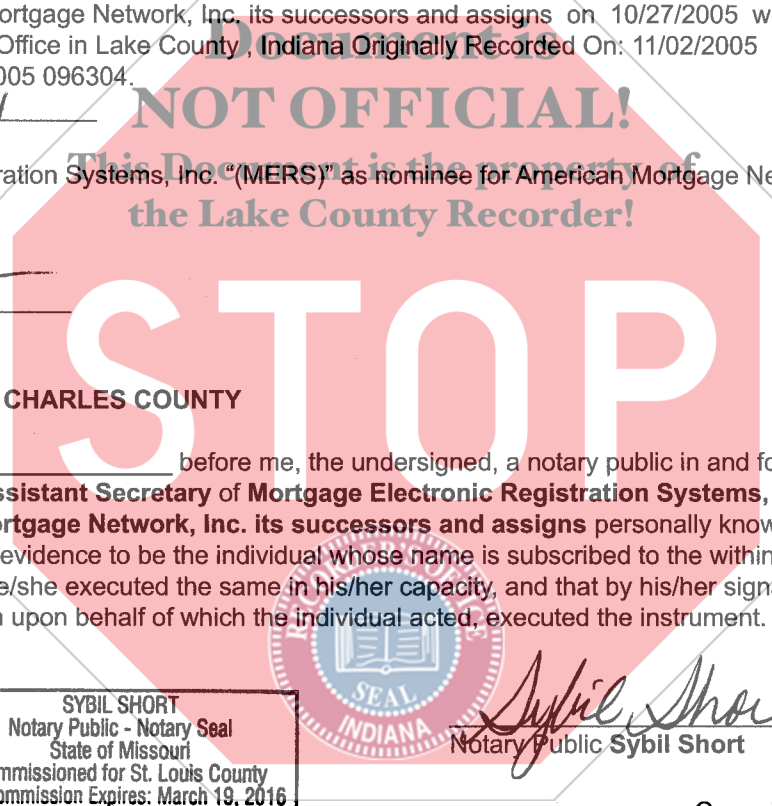 ortgage Network, Inc. its successors and assigns on 10/27/2005 w
Document is
Office in Lake County , Indiana Originally Recorded On: 11/02/2005
005 096304.
NOT OFFICIAL!
This Document is the property of
ration Systems, Inc. “(MERS)” as nominee for American Mortgage Ne
the Lake County Recorder!
STOP
CHARLES COUNTY
before me, the undersigned, a notary public in and fo
ssistant Secretary of Mortgage Electronic Registration Systems,
ortgage Network, Inc. its successors and assigns personally know
evidence to be the individual whose name is subscribed to the within
e/she executed the same in his/her capacity, and that by his/her signa
n upon behalf of which the individual acted, executed the instrument.
SEAL
INDIANA
SYBIL SHORT
Notary Public - Notary Seal
State of Missouri
mmissioned for St. Louis County
ommission Expires: March 19, 2016
Sybil Shor
Notary Public Sybil Short